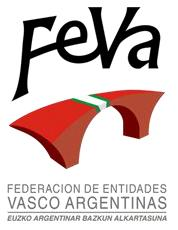 FeVa
FEDERACION DE ENTIDADES
VASCO ARGENTINAS
EUZKO ARGENTINAR BAZKUN ALKARTASUNA